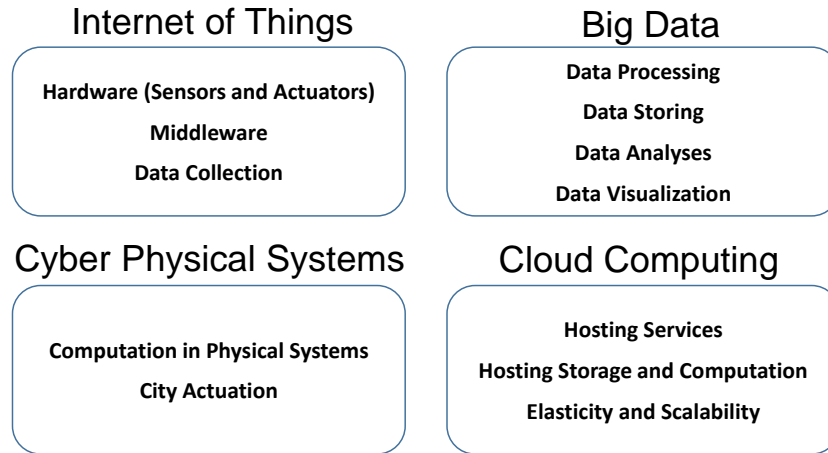 Internet of Things
Hardware (Sensors and Actuators)
Middleware
Data Collection
Big Data
Data Processing
Data Storing
Data Analyses
Data Visualization
Cyber Physical Systems
Computation in Physical Systems
City Actuation
Cloud Computing
Hosting Services
Hosting Storage and Computation
Elasticity and Scalability